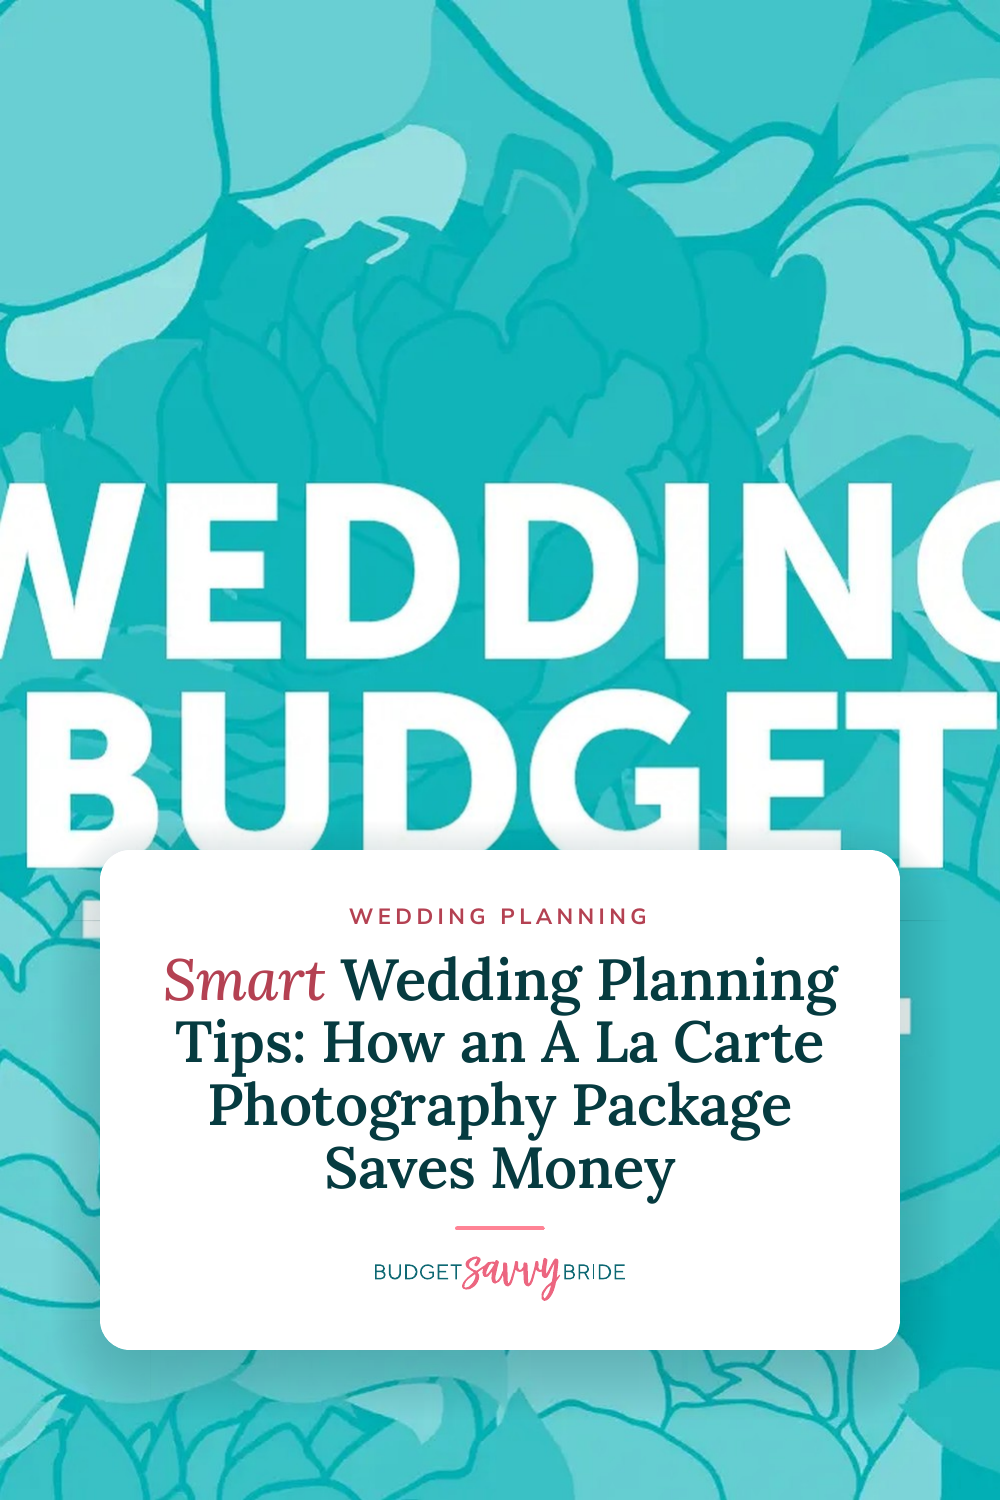 WEDDING
BUDGET
WEDDING PLANNING
Smart Wedding Planning
Tips: How an A La Carte
Photography Package
Saves Money
BUDGET savvy BRIDE